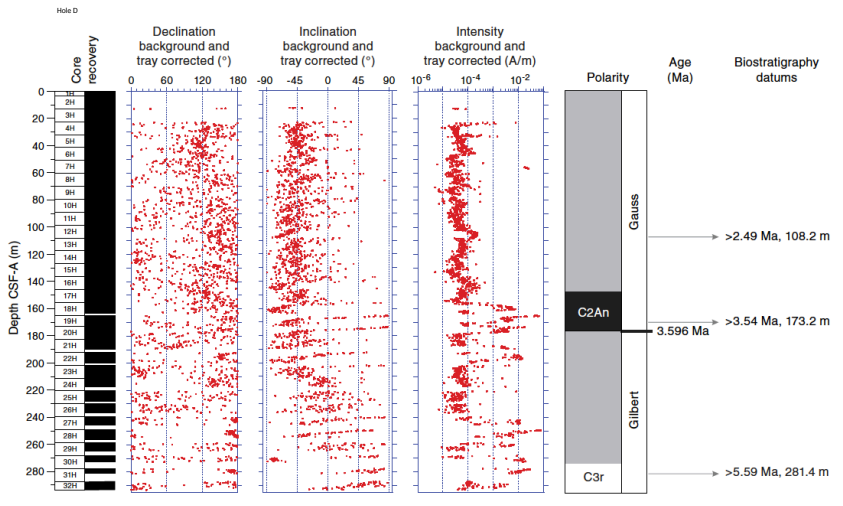 Hole D
Core
recovery
Declination
background and
tray corrected (°)
Inclination
background and
tray corrected (°)
Intensity
background and
tray corrected (A/m)
Polarity
Age
(Ma)
Biostratigraphy
datums
0 60 120 180
-90 -45 0 45 90
10-6 10-4 10-2
Depth CSF-A (m)
0
20
40
60
80
100
120
140
160
180
200
220
240
260
280
1H
2H
3H
4H
5H
6H
7H
8H
9H
10H
11H
12H
13H
14H
15H
16H
17H
18H
19H
20H
21H
22H
23H
24H
25H
26H
27H
28H
29H
30H
31H
32H
Gauss
C2An
Gilbert
C3r
>2.49 Ma, 108.2 m
>3.54 Ma, 173.2 m
3.596 Ma
>5.59 Ma, 281.4 m